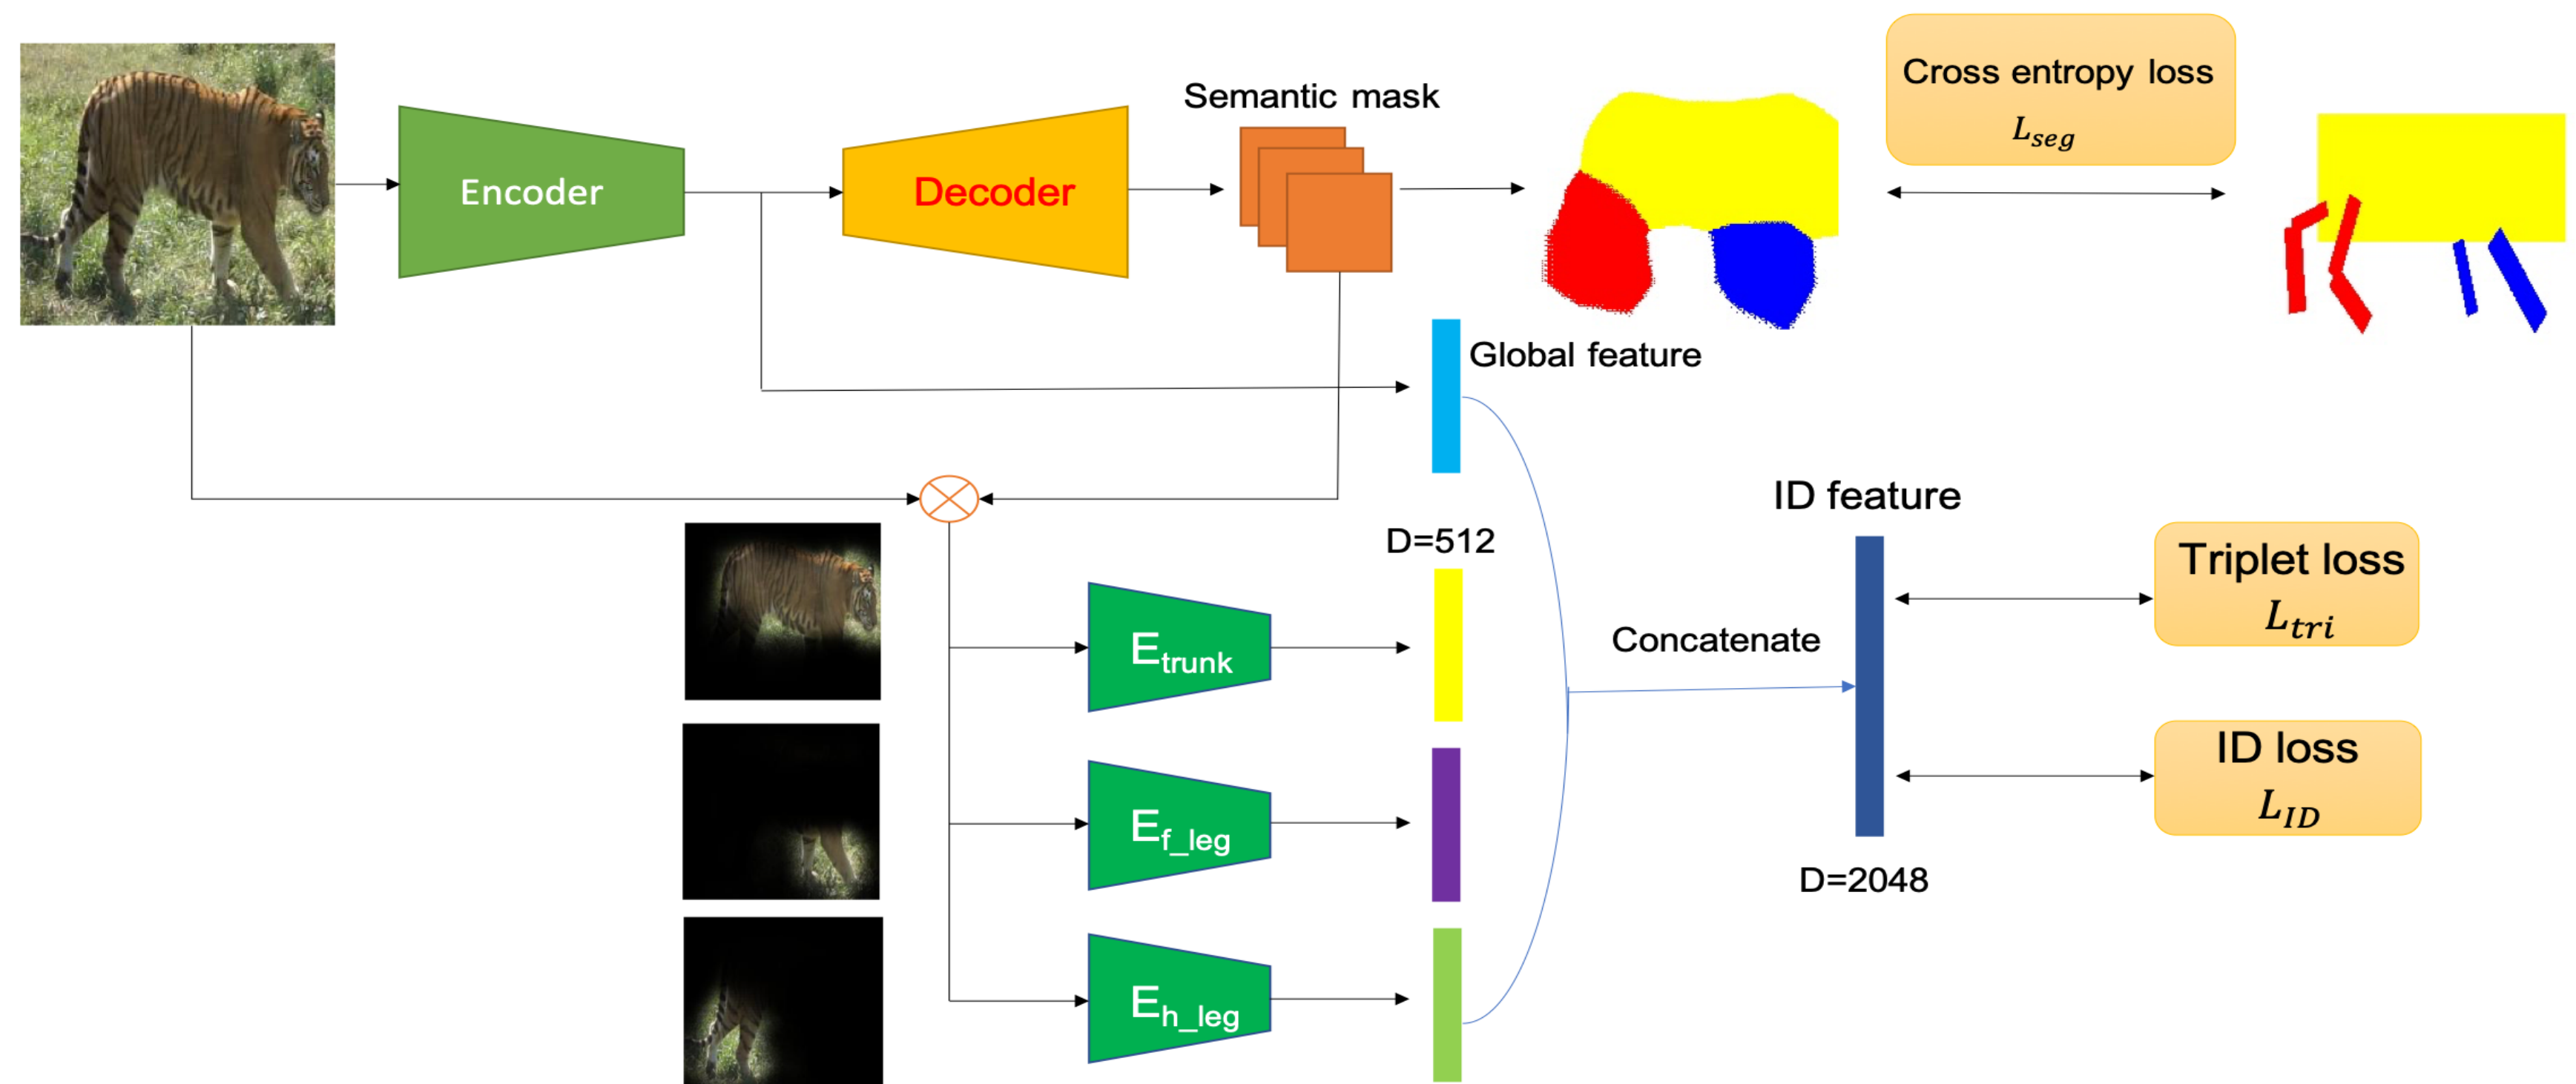 Semantic mask
Cross entropy loss
L_seg
Encoder
Decoder
Global feature
ID feature
D=512
Triplet loss
L_tri
E_trunk
Concatenate
ID loss
L_ID
E_f_leg
D=2048
E_h_leg